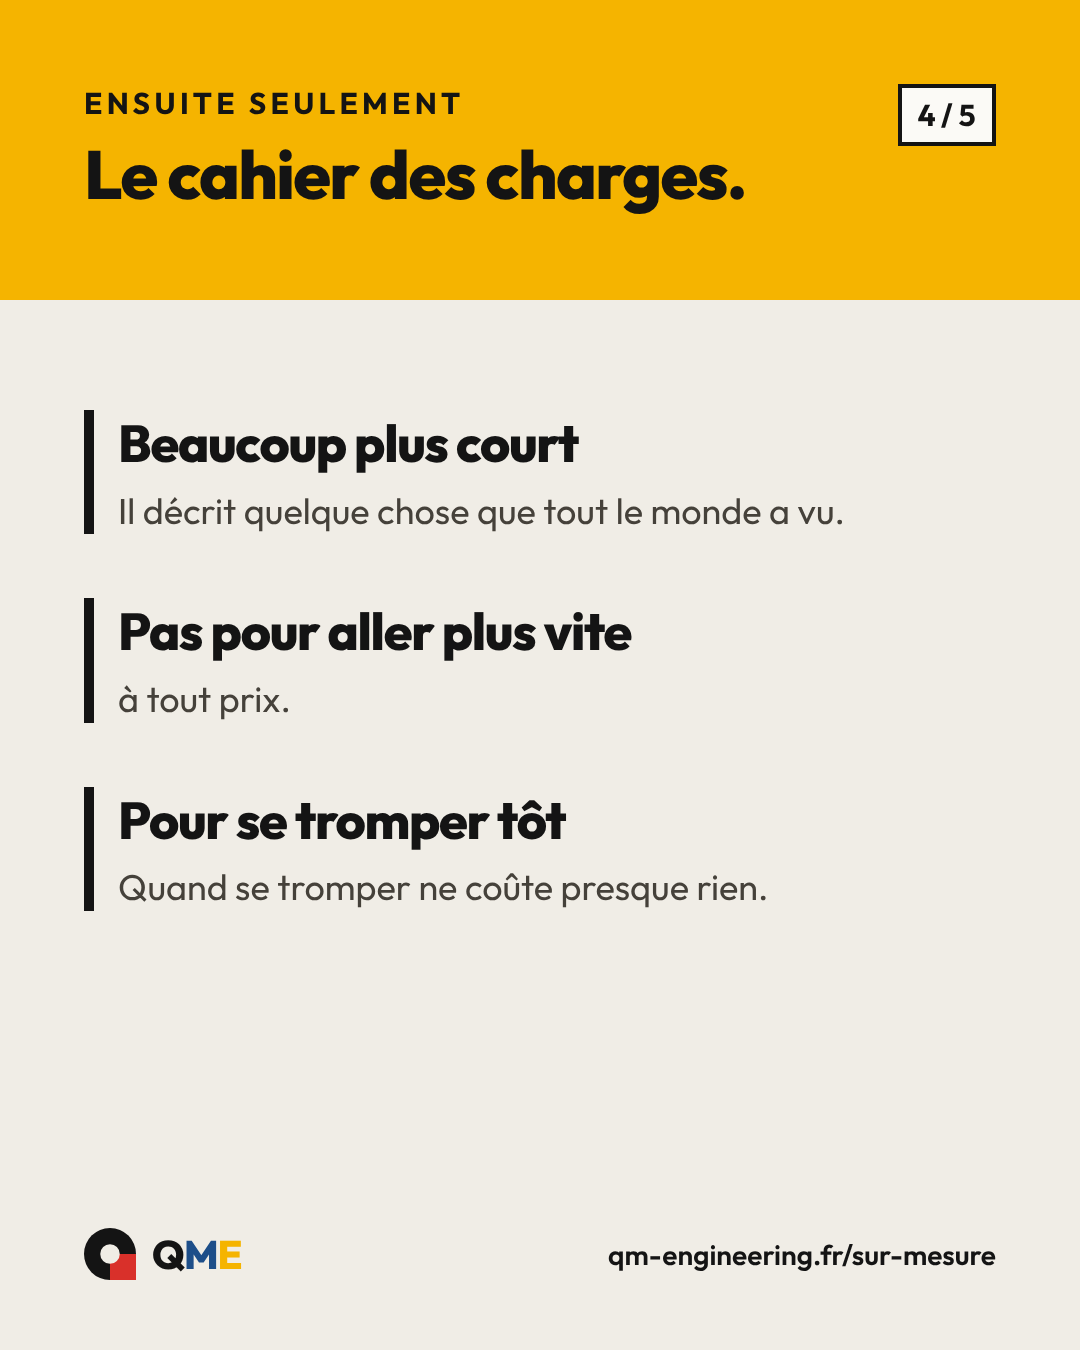 ENSUITE SEULEMENT
4 / 5
Le cahier des charges.
Beaucoup plus court
Il décrit quelque chose que tout le monde a vu.
Pas pour aller plus vite
à tout prix.
Pour se tromper tôt
Quand se tromper ne coûte presque rien.
QME
qm-engineering.fr/sur-mesure